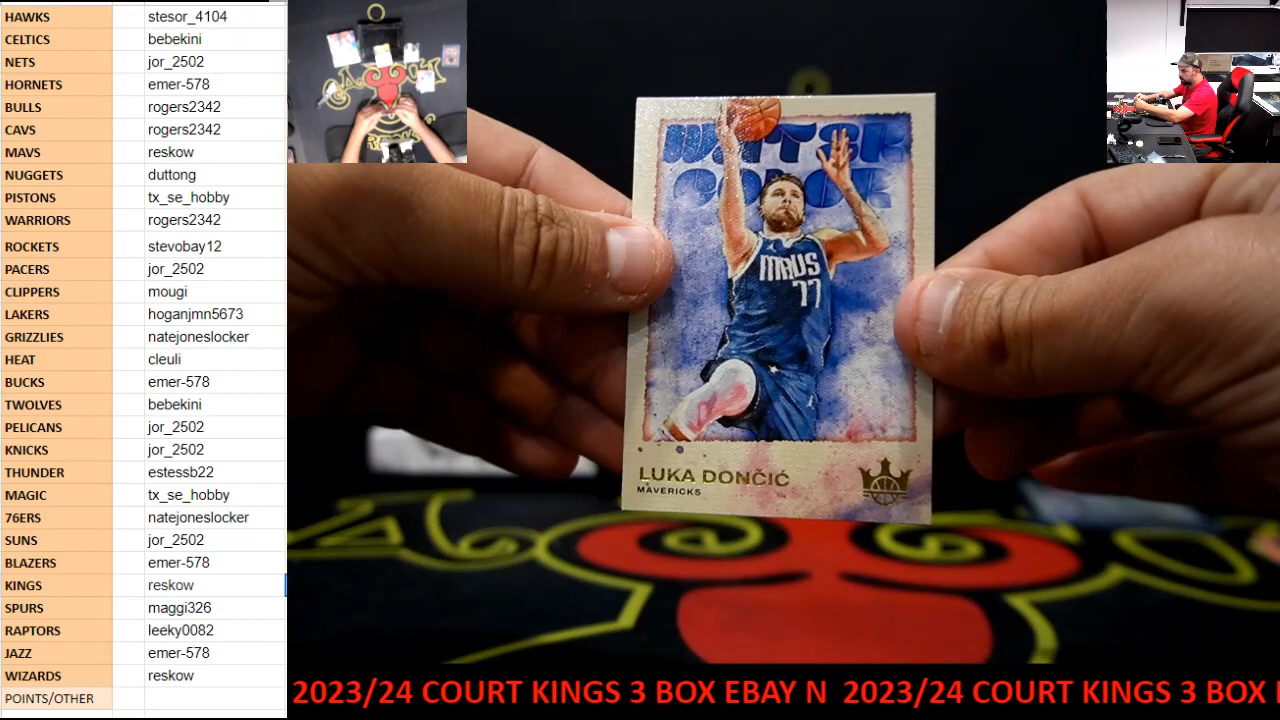 HAWKS stesor_4104
CELTICS bebekini
NETS jor_2502
HORNETS emer-578
BULLS rogers2342
CAVS rogers2342
MAVS reskow
NUGGETS duttong
PISTONS tx_se_hobby
WARRIORS rogers2342
ROCKETS stevobay12
PACERS jor_2502
CLIPPERS mougi
LAKERS hoganjmn5673
GRIZZLIES natejoneslocker
HEAT cleuli
BUCKS emer-578
TWOLVES bebekini
PELICANS jor_2502
KNICKS jor_2502
THUNDER estessb22
MAGIC tx_se_hobby
76ERS natejoneslocker
SUNS jor_2502
BLAZERS emer-578
KINGS reskow
SPURS maggi326
RAPTORS leeky0082
JAZZ emer-578
WIZARDS reskow
POINTS/OTHER
MAVS
77
LUKA DONČIĆ
MAVERICKS
2023/24 COURT KINGS 3 BOX EBAY N 2023/24 COURT KINGS 3 BOX